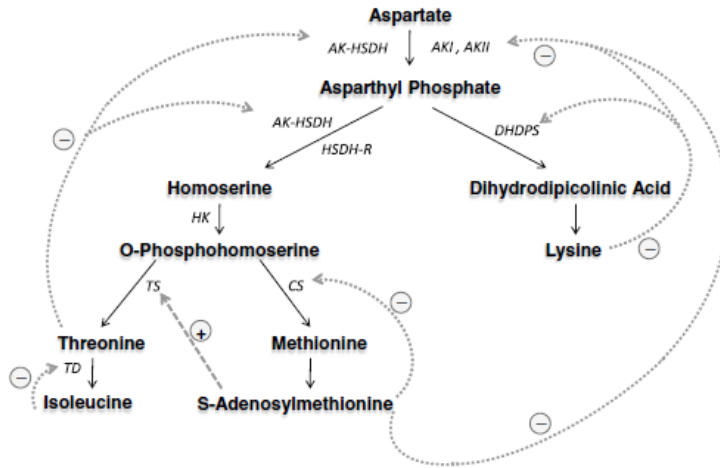 Aspartate
AK-HSDH AKI , AKII
−
Asparthyl Phosphate
AK-HSDH
DHDPS
−
HSDH-R
Homoserine Dihydrodipicolinic Acid
HK
O-Phosphohomoserine Lysine
−
TS CS
−
+
Threonine Methionine
TD
−
Isoleucine S-Adenosylmethionine
−